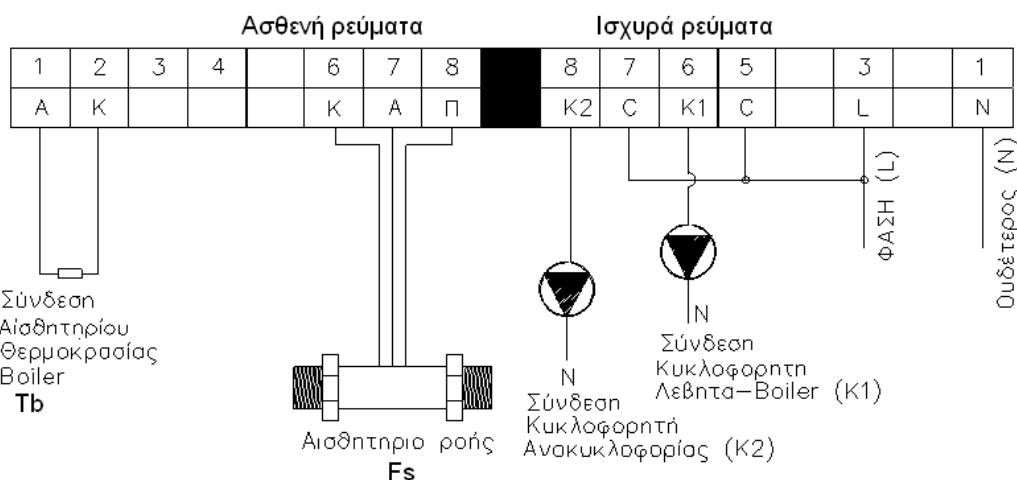 Ασθενή ρεύματα Ισχυρά ρεύματα
1 2 3 4 6 7 8 8 7 6 5 3 1
Α Κ Κ Α Π Κ2 C Κ1 C L N
ΦΑΣΗ (L)
Ουδέτερος (N)
Σύνδεση
Αίσθητηρίου
Θερμοκρασίας
Boiler
Tb
Αισθητηριο ροής
Fs
N
Σύνδεση
Κυκλοφορητή
Ανακυκλοφορίας (Κ2)
N
Σύνδεση
Κυκλοφορητη
Λεβητα-Boiler (Κ1)